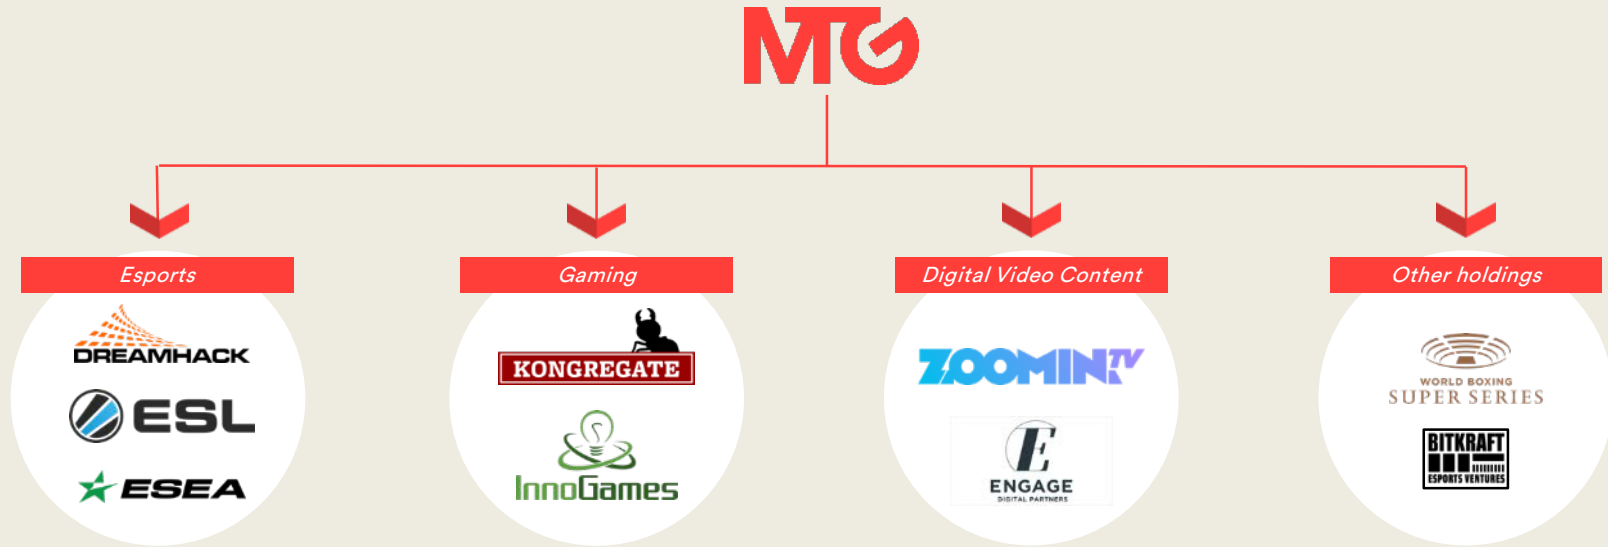 MTG
Esports
Gaming
Digital Video Content
Other holdings
DREAMHACK
ESL
ESEA
KONGREGATE
InnoGames
ZOOMIN.TV
E
ENGAGE
DIGITAL PARTNERS
WORLD BOXING
SUPER SERIES
BITKRAFT
ESPORTS VENTURES